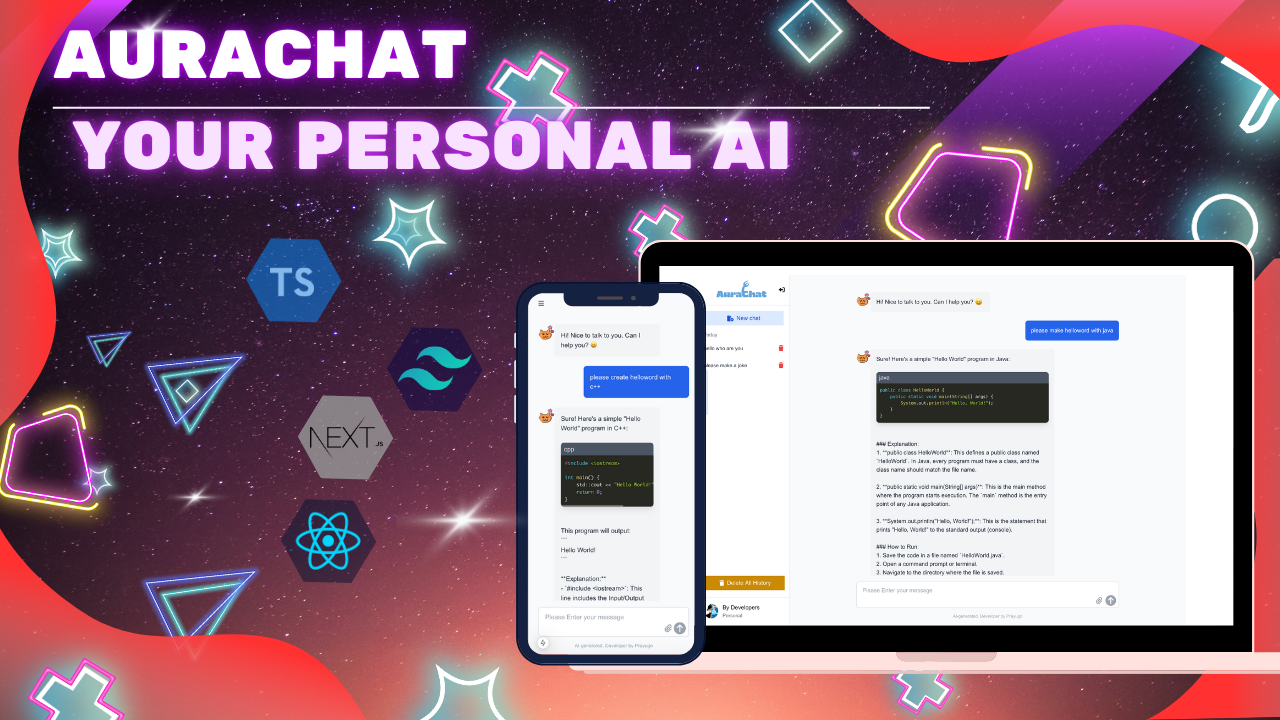 AURACHAT
YOUR PERSONAL AI
TS
NEXT.JS
Hi! Nice to talk to you. Can I
help you? 😄
please create helloword with
c++
Sure! Here's a simple "Hello
World" program in C++:
cpp
#include <iostream>
int main() {
std::cout << "Hello World!"
return 0;
}
This program will output:
```
Hello World!
```
**Explanation:**
- `#include <iostream>`: This
line includes the Input/Output
Please Enter your message
AuraChat
New chat
hello who are you
please make a joke
Delete All History
By Developers
Personal
Hi! Nice to talk to you. Can I help you? 😄
please make helloword with java
Sure! Here's a simple "Hello World" program in Java:
java
public class HelloWorld {
public static void main(String[] args) {
System.out.println("Hello, World!");
}
}
### Explanation:
1. **public class HelloWorld**: This defines a public class named
`HelloWorld`. In Java, every program must have a class, and the
class name should match the file name.
2. **public static void main(String[] args)**: This is the main method
where the program starts execution. The `main` method is the entry
point of any Java application.
3. **System.out.println("Hello, World!");**: This is the statement that
prints "Hello, World!" to the standard output (console).
### How to Run:
1. Save the code in a file named `HelloWorld.java`.
2. Open a command prompt or terminal.
3. Navigate to the directory where the file is saved.
Please Enter your message